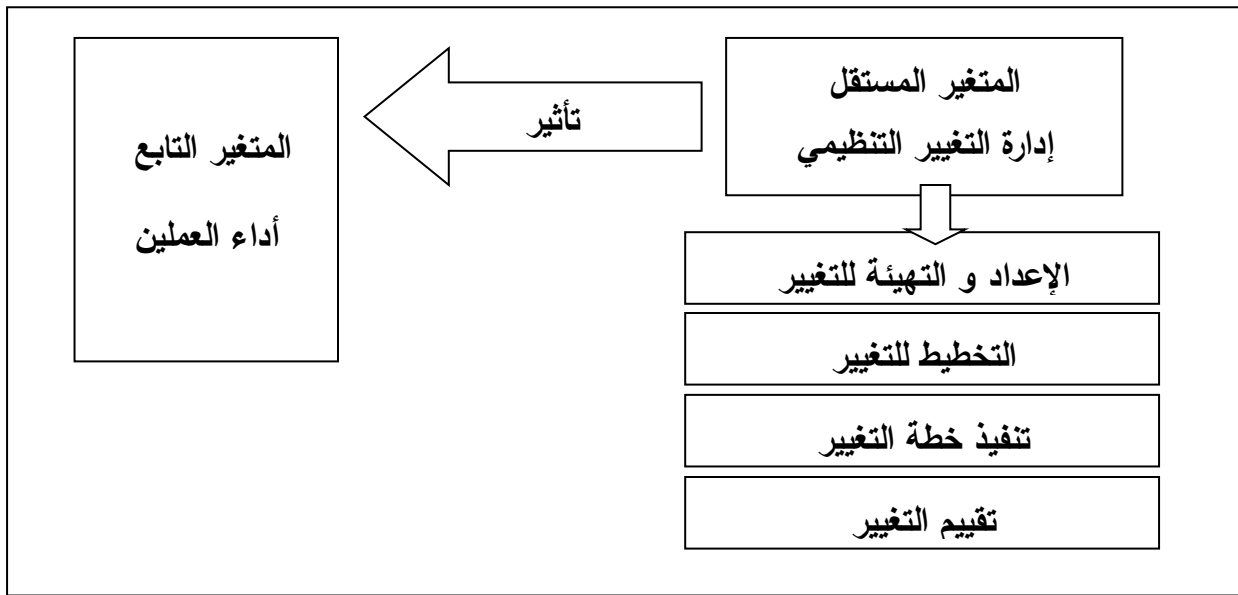 المتغير المستقل
إدارة التغيير التنظيمي
تأثير
المتغير التابع
أداء العملين
الإعداد و التهيئة للتغيير
التخطيط للتغيير
تنفيذ خطة التغيير
تقييم التغيير